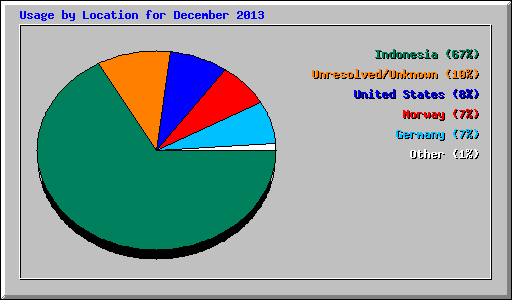 Usage by Location for December 2013
Indonesia (67%)
Unresolved/Unknown (10%)
United States (8%)
Norway (7%)
Germany (7%)
Other (1%)